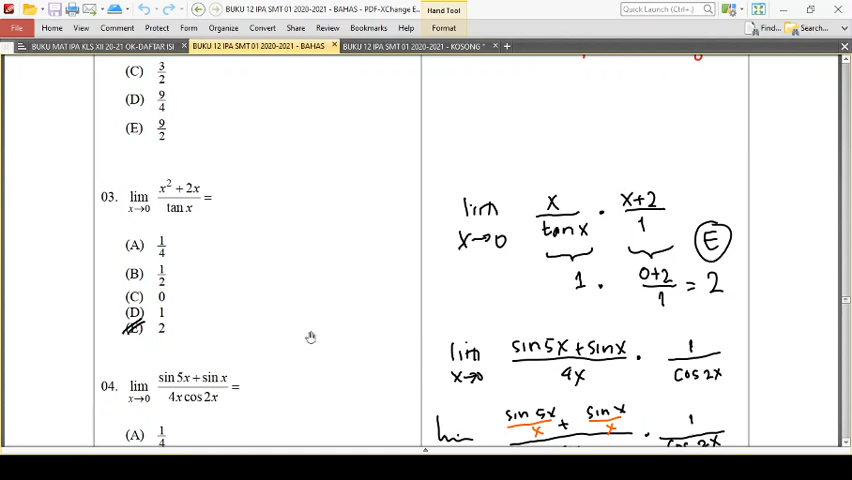 BUKU 12 IPA SMT 01 2020-2021 - BAHAS - PDF-XChange E...
Hand Tool
Quick Launch (Ctrl+.)
File Home View Comment Protect Form Organize Convert Share Review Bookmarks Help Format Find... Search...
BUKU MAT IPA KLS XII 20-21 OK-DAFTAR ISI × BUKU 12 IPA SMT 01 2020-2021 - BAHAS × BUKU 12 IPA SMT 01 2020-2021 - KOSONG * ×
(C) 3/2
(D) 9/4
(E) 9/2
03. lim x→0 (x² + 2x)/(tan x) =
(A) 1/4
(B) 1/2
(C) 0
(D) 1
(E) 2
04. lim x→0 (sin 5x + sin x)/(4x cos 2x) =
(A) 1/4
lim x→0 x/tan x · (x+2)/1
E
1 · (0+2)/1 = 2
lim x→0 (sin 5x + sin x)/4x · 1/cos 2x
lim (sin 5x/x + sin x/x) · 1/cos 2x